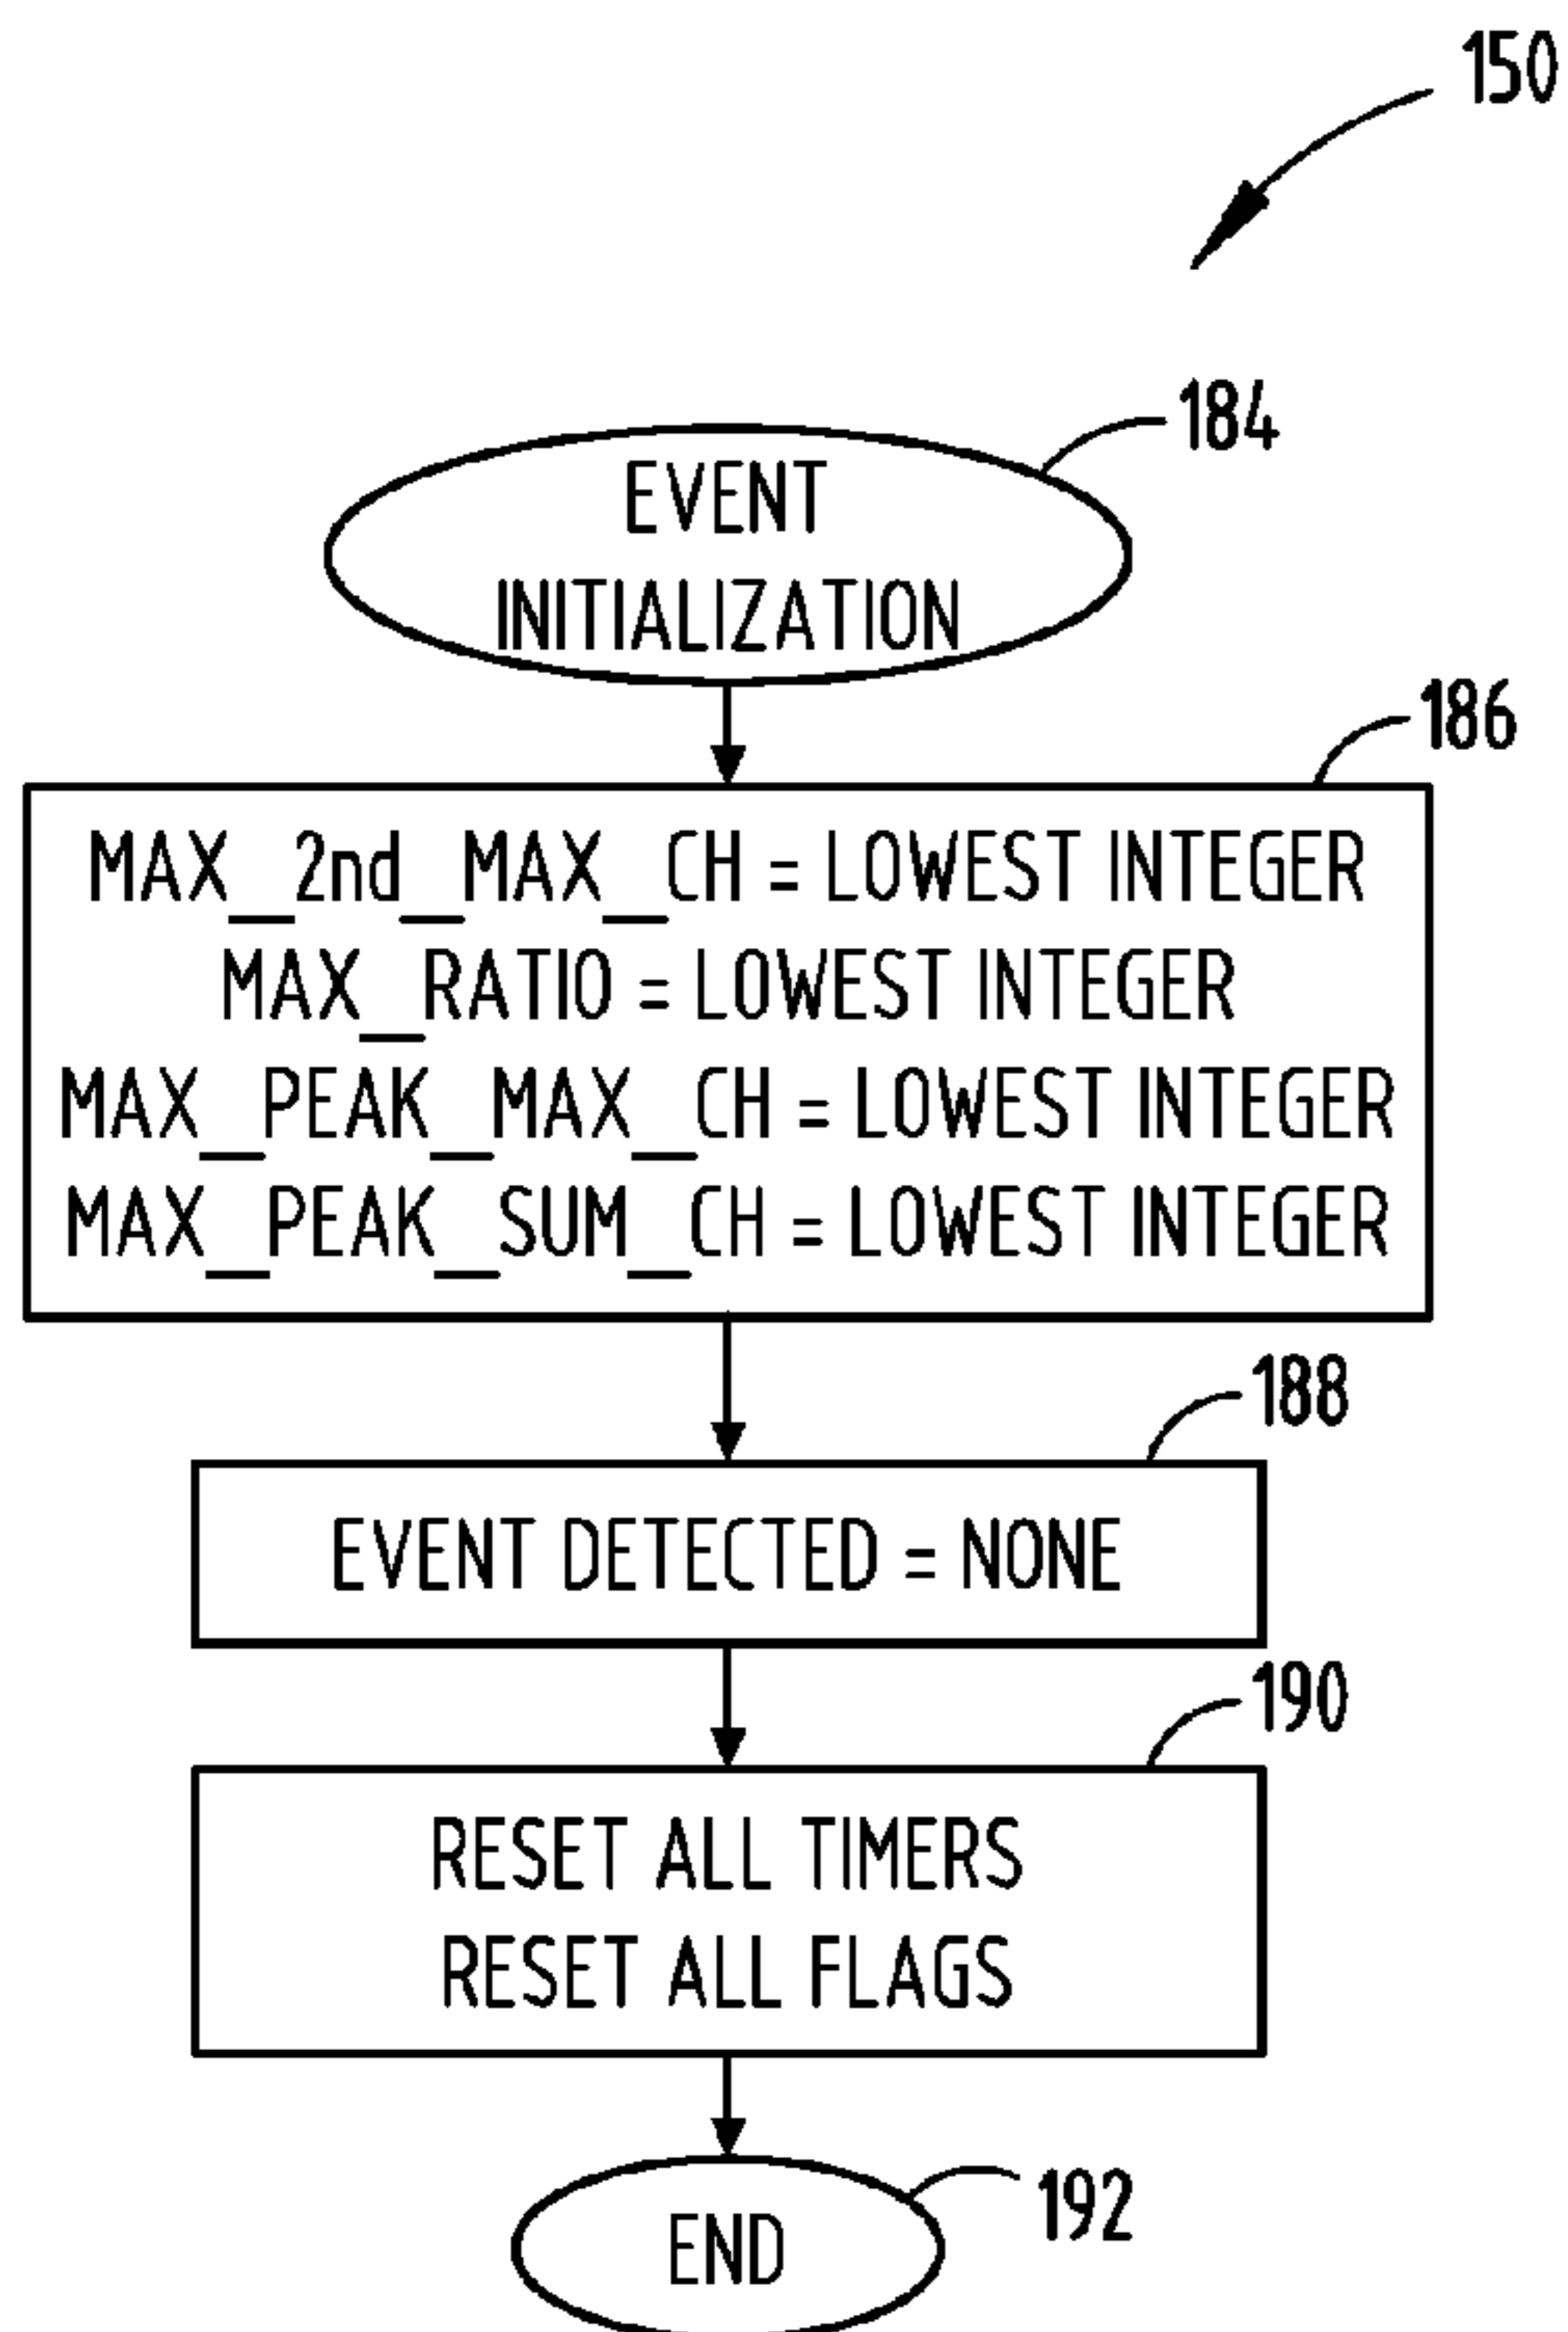 150
184
EVENT
INITIALIZATION
186
MAX_2nd_MAX_CH = LOWEST INTEGER
MAX_RATIO = LOWEST INTEGER
MAX_PEAK_MAX_CH = LOWEST INTEGER
MAX_PEAK_SUM_CH = LOWEST INTEGER
188
EVENT DETECTED = NONE
190
RESET ALL TIMERS
RESET ALL FLAGS
192
END